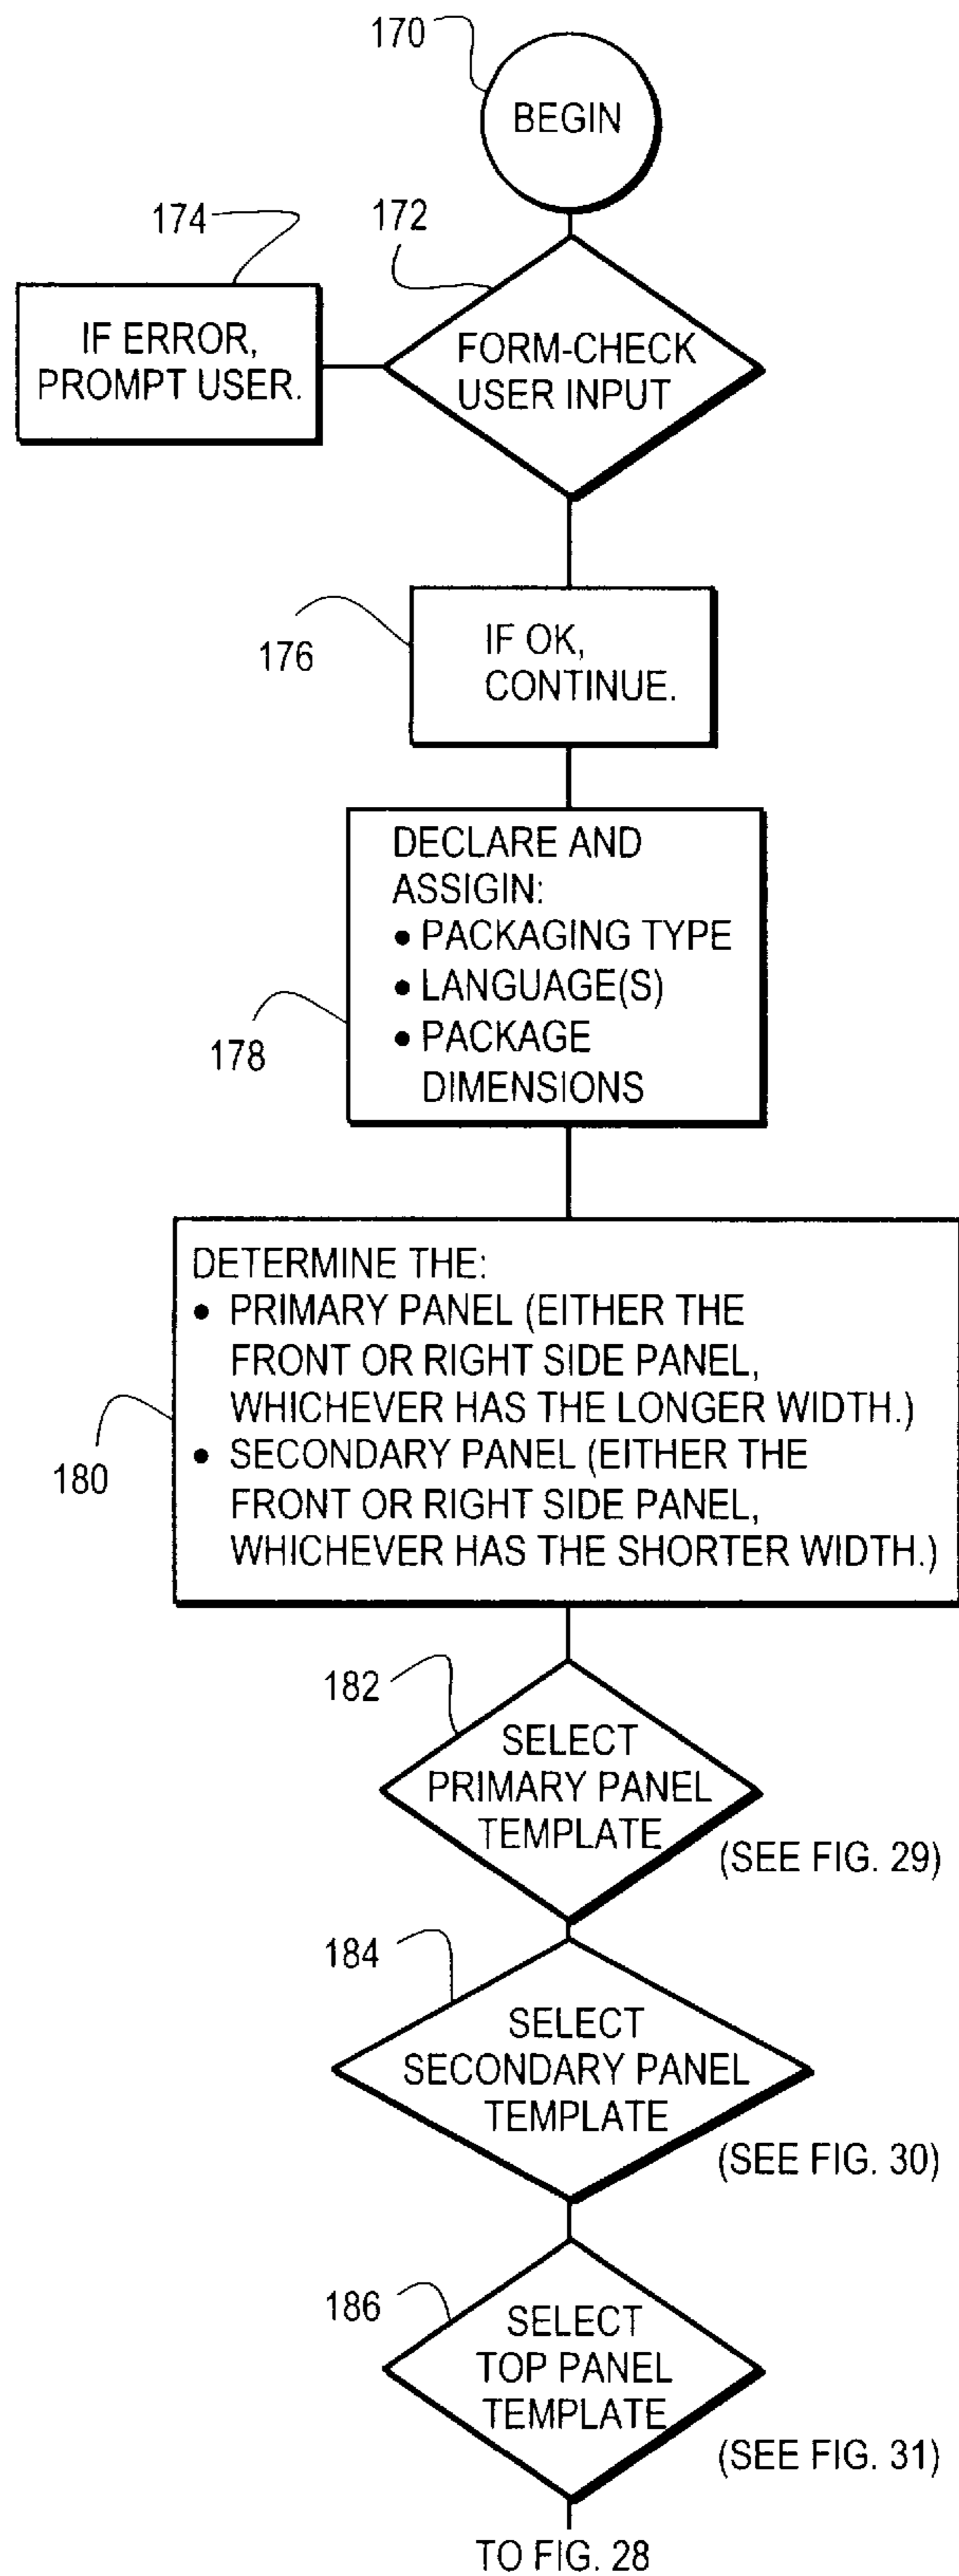 170
BEGIN
174
172
IF ERROR,
PROMPT USER.
FORM-CHECK
USER INPUT
176
IF OK,
CONTINUE.
178
DECLARE AND
ASSIGIN:
• PACKAGING TYPE
• LANGUAGE(S)
• PACKAGE
DIMENSIONS
180
DETERMINE THE:
• PRIMARY PANEL (EITHER THE
FRONT OR RIGHT SIDE PANEL,
WHICHEVER HAS THE LONGER WIDTH.)
• SECONDARY PANEL (EITHER THE
FRONT OR RIGHT SIDE PANEL,
WHICHEVER HAS THE SHORTER WIDTH.)
182
SELECT
PRIMARY PANEL
TEMPLATE
(SEE FIG. 29)
184
SELECT
SECONDARY PANEL
TEMPLATE
(SEE FIG. 30)
186
SELECT
TOP PANEL
TEMPLATE
(SEE FIG. 31)
TO FIG. 28